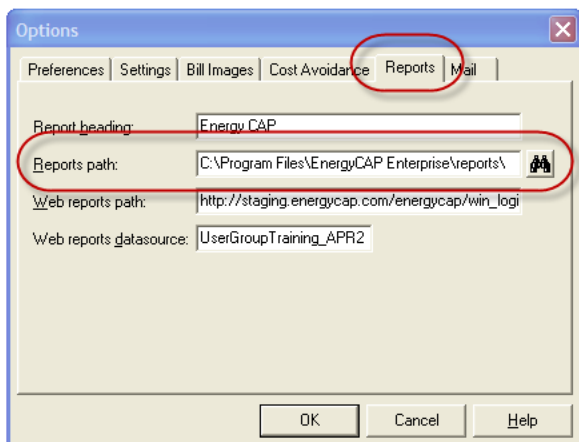 Options
Preferences Settings Bill Images Cost Avoidance Reports Mail
Report heading: Energy CAP
Reports path: C:\Program Files\EnergyCAP Enterprise\reports\
Web reports path: http://staging.energycap.com/energycap/win_logi
Web reports datasource: UserGroupTraining_APR2
OK Cancel Help